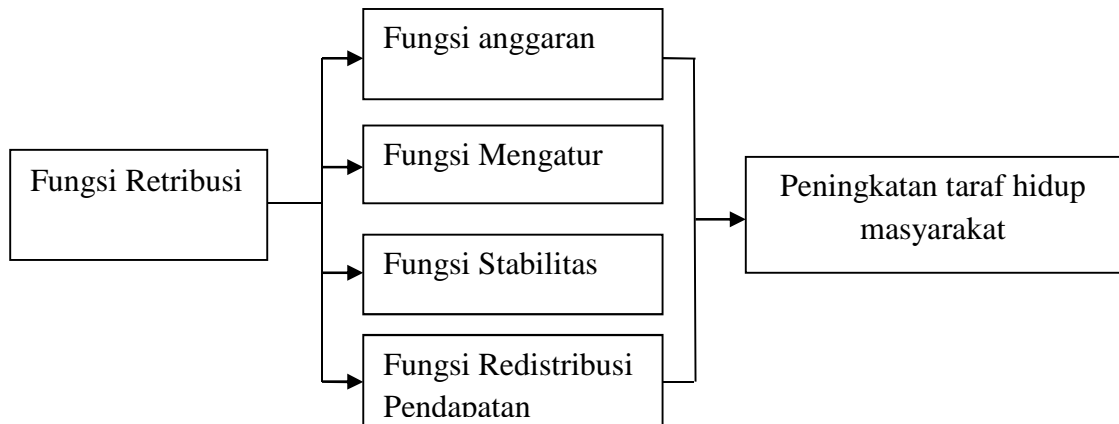 Fungsi Retribusi
Fungsi anggaran
Fungsi Mengatur
Fungsi Stabilitas
Fungsi Redistribusi
Pendapatan
Peningkatan taraf hidup
masyarakat